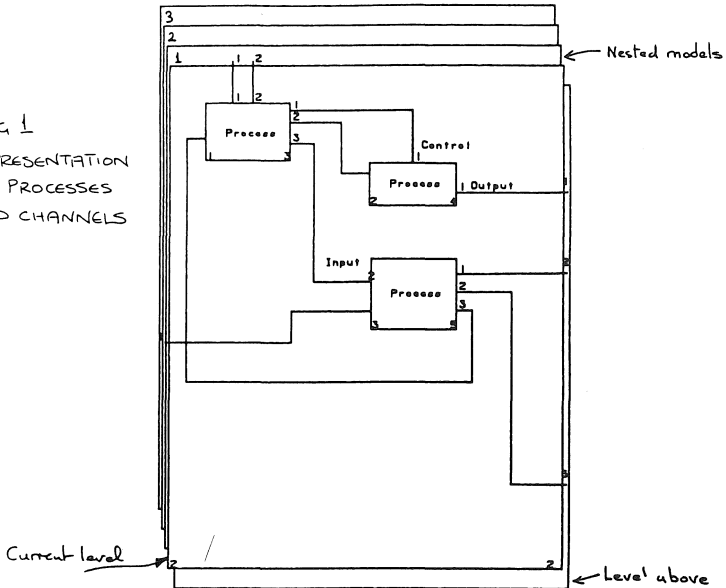 3
2
Nested models
1 1 2
1 2
1
2
3
Process
1 3
G 1
RESENTATION
PROCESSES
D CHANNELS
Control
1
Process
1 Output
1
2 4
Input
2
1
2
2
3
Process
3 5
3
Current level
2 2
Level above